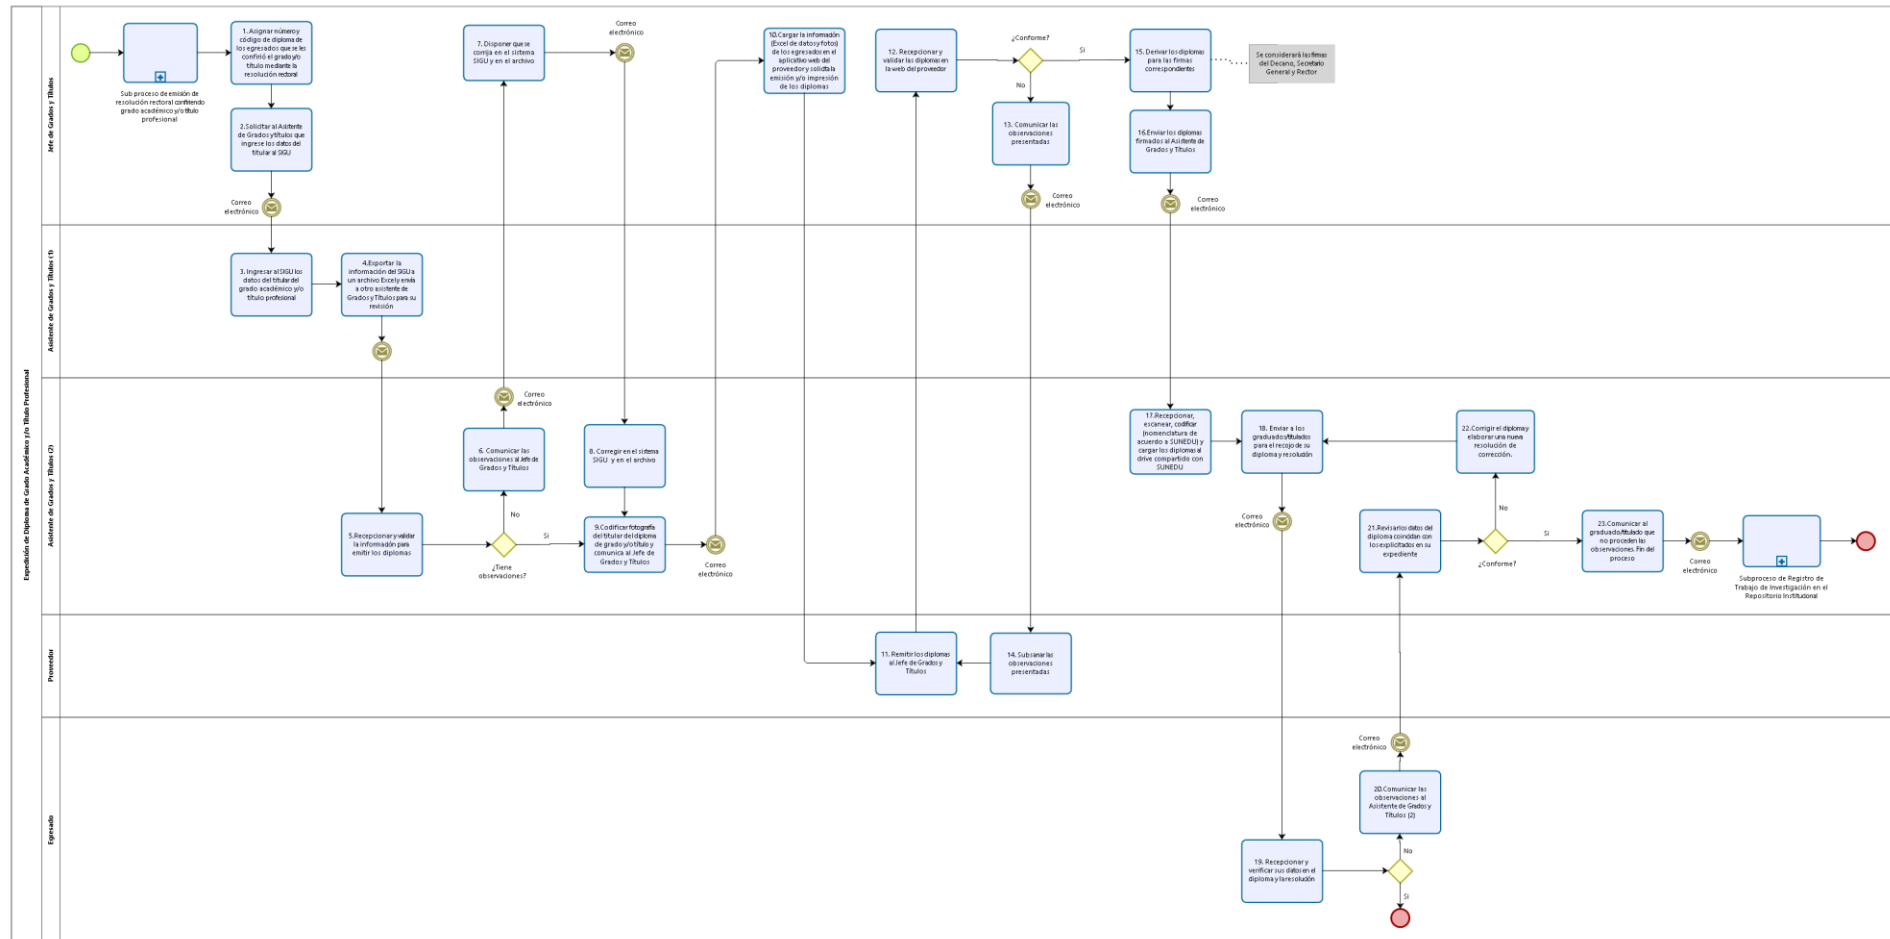 Expedición de Diploma de Grado Académico y/o Título Profesional
Jefe de Grados y Títulos
Sub proceso de emisión de
resolución rectoral confiriendo
grado académico y/o título
profesional
1. Asignar número y
código de diploma de
los egresados que se les
confirió el grado y/o
título mediante la
resolución rectoral
2.Solicitar al Asistente
de Grados y títulos que
ingrese los datos del
titular al SIGU
Correo
electrónico
7. Disponer que se
corrija en el sistema
SIGU y en el archivo
Correo
electrónico
10.Cargar la información
(Excel de datos y fotos)
de los egresados en el
aplicativo web del
proveedor y solicita la
emisión y/o impresión
de los diplomas
12. Recepcionar y
validar las diplomas en
la web del proveedor
¿Conforme?
Si
No
13. Comunicar las
observaciones
presentadas
Correo
electrónico
15. Derivar los diplomas
para las firmas
correspondientes
Se considerará las firmas
del Decano, Secretario
General y Rector
16.Enviar los diplomas
firmados al Asistente de
Grados y Títulos
Correo
electrónico
Asistente de Grados y Títulos (1)
3. Ingresar al SIGU los
datos del titular del
grado académico y/o
título profesional
4.Exportar la
información del SIGU a
un archivo Excel y envía
a otro asistente de
Grados y Títulos para su
revisión
Asistente de Grados y Títulos (2)
5.Recepcionar y validar
la información para
emitir los diplomas
¿Tiene
observaciones?
No
Si
6. Comunicar las
observaciones al Jefe de
Grados y Títulos
Correo
electrónico
8. Corregir en el sistema
SIGU y en el archivo
9.Codificar fotografía
del titular del diploma
de grado y/o título y
comunica al Jefe de
Grados y Títulos
Correo
electrónico
17.Recepcionar,
escanear, codificar
(nomenclatura de
acuerdo a SUNEDU) y
cargar los diplomas al
drive compartido con
SUNEDU
18. Enviar a los
graduados/titulados
para el recojo de su
diploma y resolución
Correo
electrónico
22.Corrigir el diploma y
elaborar una nueva
resolución de
corrección.
21.Revisar los datos del
diploma coincidan con
los explicitados en su
expediente
No
Si
¿Conforme?
23.Comunicar al
graduado/titulado que
no proceden las
observaciones. Fin del
proceso
Correo
electrónico
Subproceso de Registro de
Trabajo de Investigación en el
Repositorio Institucional
Proveedor
11. Remitir los diplomas
al Jefe de Grados y
Títulos
14. Subsanar las
observaciones
presentadas
Egresado
Correo
electrónico
20.Comunicar las
observaciones al
Asistente de Grados y
Títulos (2)
19. Recepcionar y
verificar sus datos en el
diploma y la resolución
No
Si